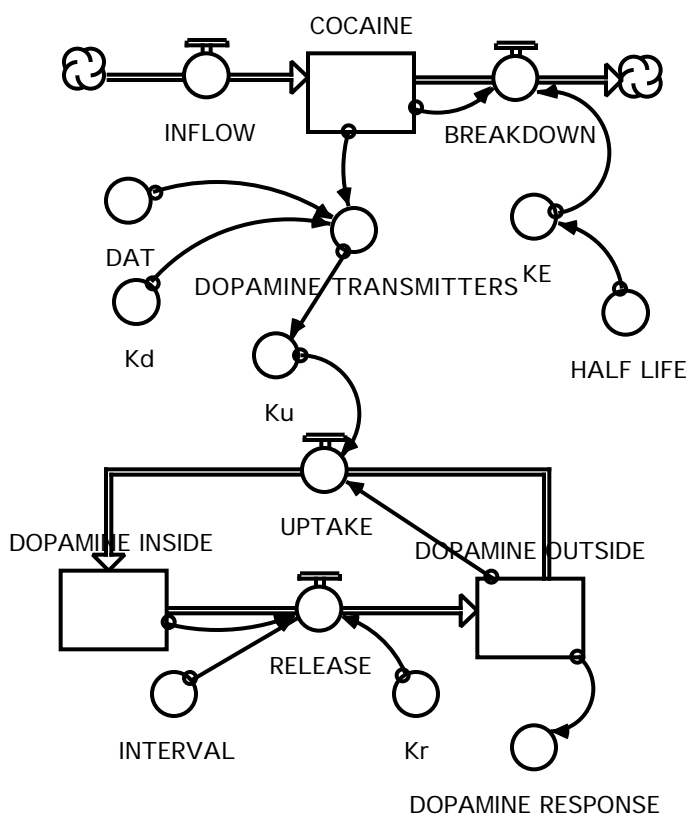 COCAINE
INFLOW
BREAKDOWN
DAT
DOPAMINE TRANSMITTERS
KE
Kd
HALF LIFE
Ku
UPTAKE
DOPAMINE INSIDE
DOPAMINE OUTSIDE
RELEASE
INTERVAL
Kr
DOPAMINE RESPONSE